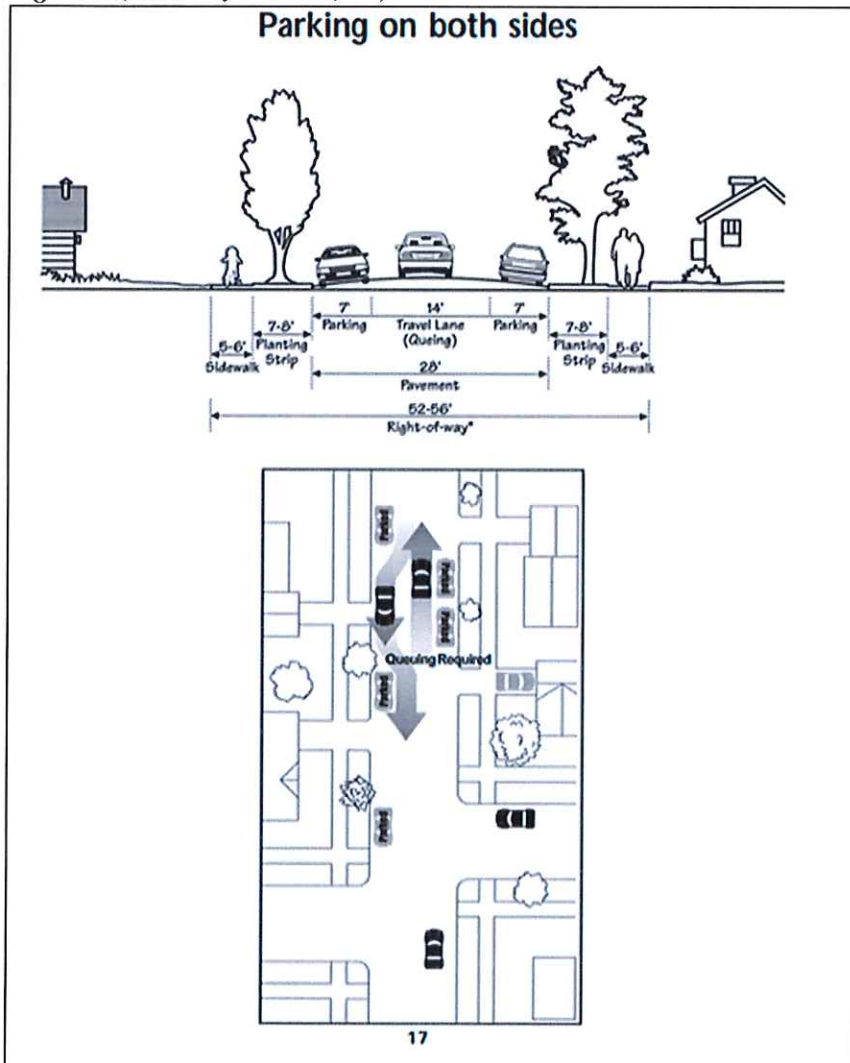 Parking on both sides
7' 14' 7'
Parking Travel Lane Parking
(Queing)
7-8' 7-8'
Planting Strip Planting Strip
5-6' 5-6'
Sidewalk Sidewalk
28'
Pavement
52-56'
Right-of-way*
Parked
Parked
Parked
Queuing Required
Parked
Parked
17